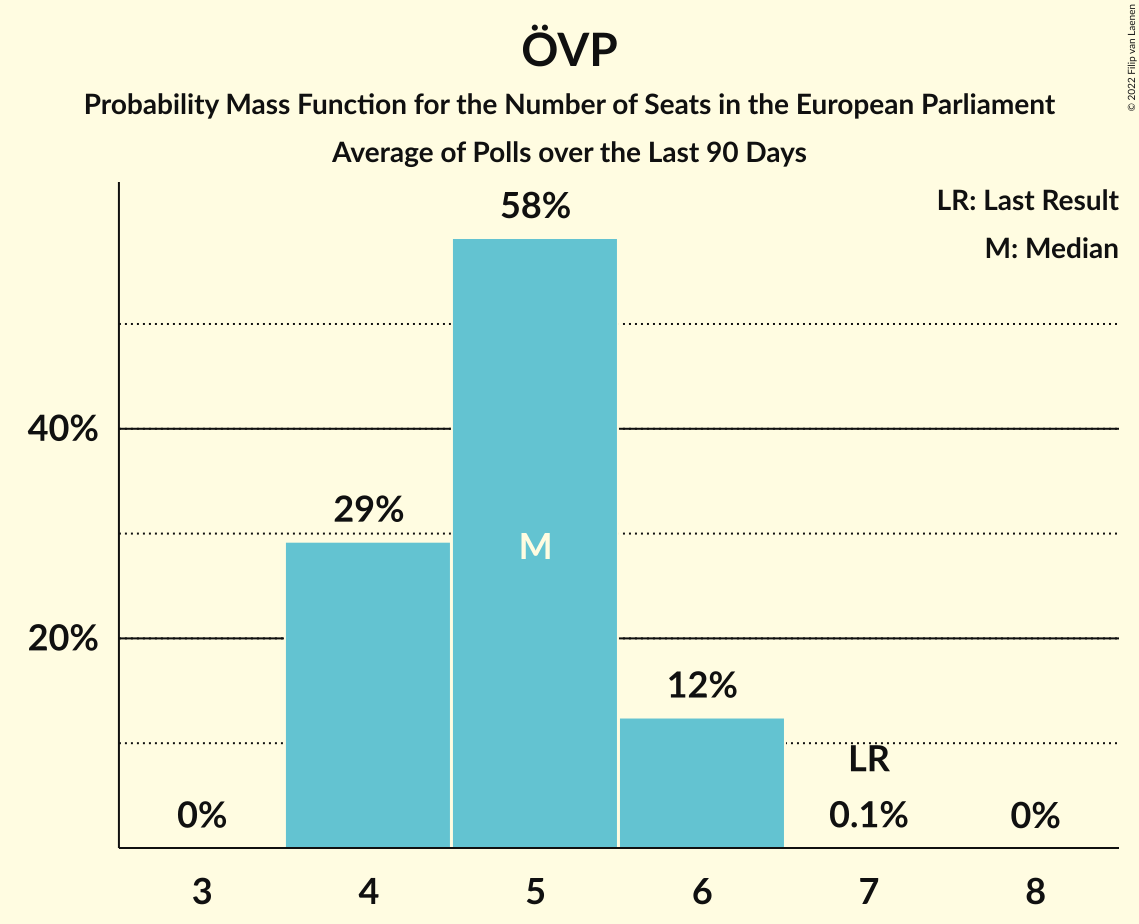 ÖVP
Probability Mass Function for the Number of Seats in the European Parliament
Average of Polls over the Last 90 Days
© 2022 Filip van Laenen
LR: Last Result
M: Median
58%
40%
29%
M
20%
12%
LR
0%
0.1%
0%
3 4 5 6 7 8